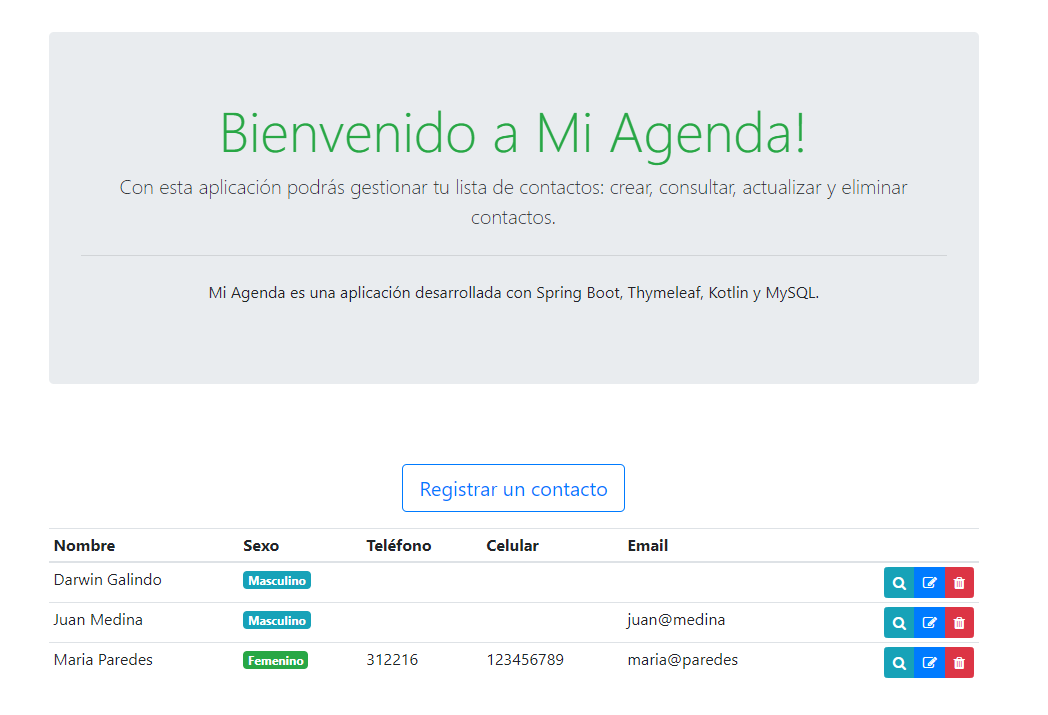 Bienvenido a Mi Agenda!
Con esta aplicación podrás gestionar tu lista de contactos: crear, consultar, actualizar y eliminar
contactos.
Mi Agenda es una aplicación desarrollada con Spring Boot, Thymeleaf, Kotlin y MySQL.
Registrar un contacto
Nombre Sexo Teléfono Celular Email
Darwin Galindo Masculino
Juan Medina Masculino juan@medina
Maria Paredes Femenino 312216 123456789 maria@paredes